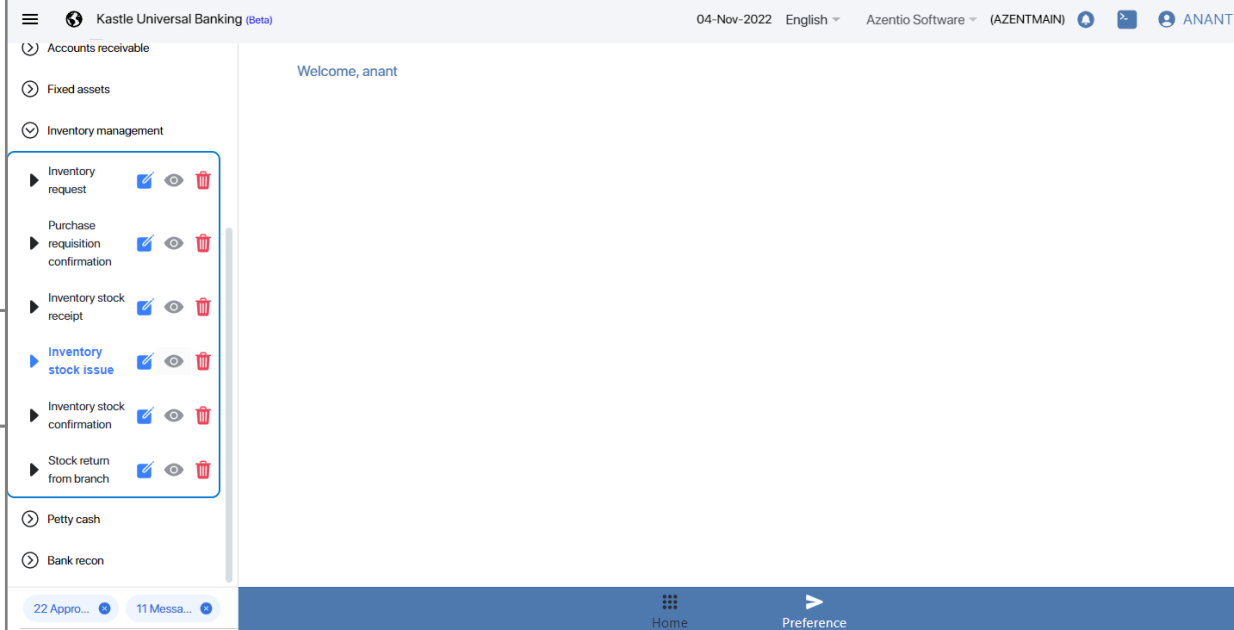 Kastle Universal Banking (Beta)
04-Nov-2022 English Azentio Software (AZENTMAIN) ANANT
Accounts receivable
Welcome, anant
Fixed assets
Inventory management
Inventory
request
Purchase
requisition
confirmation
Inventory stock
receipt
Inventory
stock issue
Inventory stock
confirmation
Stock return
from branch
Petty cash
Bank recon
22 Appro...
11 Messa...
Home
Preference